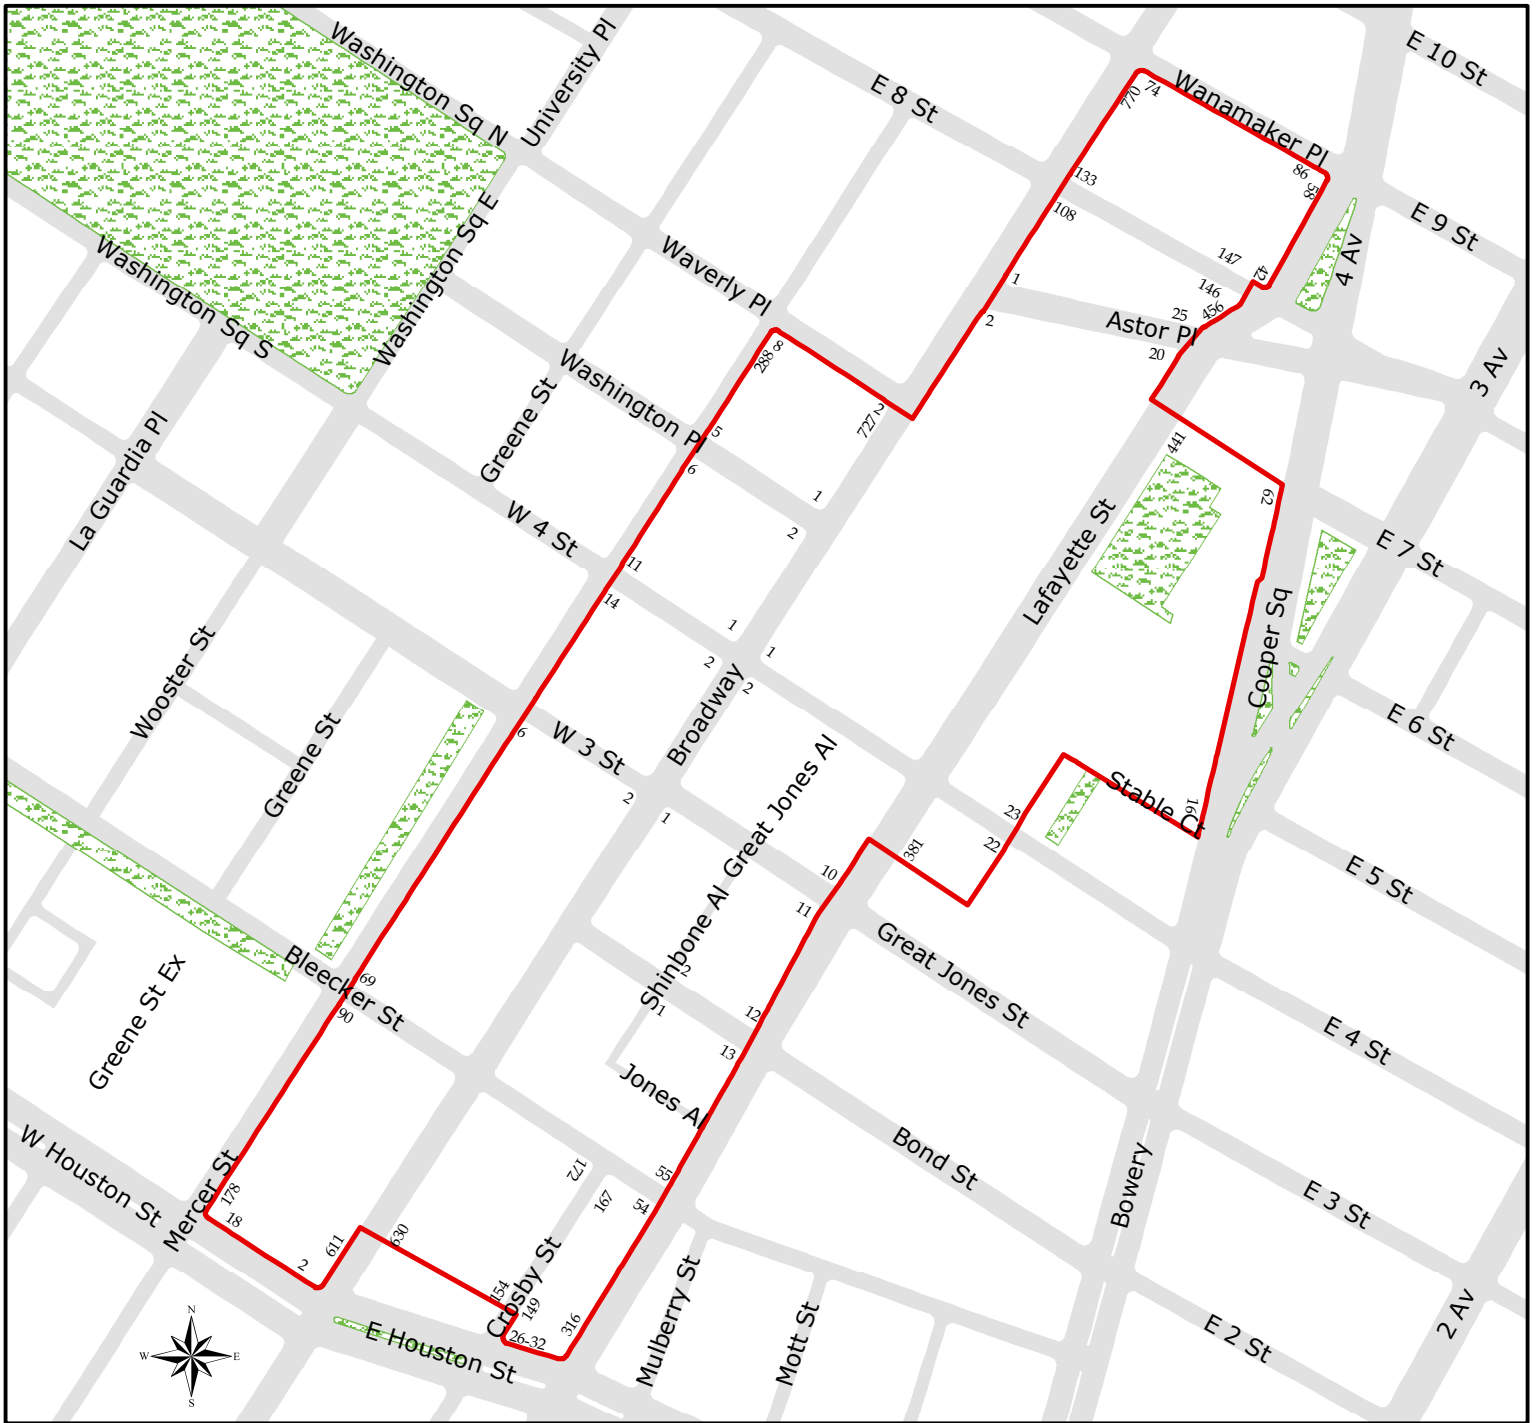 Washington Sq N
University Pl
E 8 St
E 10 St
Wanamaker Pl
770
74
86
58
133
108
147
42
146
456
25
1
2
20
Astor Pl
4 Av
E 9 St
3 Av
Washington Sq E
Washington Sq S
Waverly Pl
Washington Pl
Greene St
288
8
2
727
5
6
1
2
441
62
La Guardia Pl
W 4 St
11
14
1
2
1
2
Lafayette St
E 7 St
Cooper Sq
Wooster St
Greene St
Broadway
6
W 3 St
2
1
E 6 St
Great Jones Al
Shinbone Al
Stable Ct
16
23
22
381
10
11
E 5 St
Great Jones St
Bleecker St
69
90
Greene St Ex
2
1
12
13
Jones Al
E 4 St
Bond St
Bowery
E 3 St
W Houston St
Mercer St
178
18
2
611
630
172
167
55
54
154
149
Crosby St
26-32
316
E Houston St
Mulberry St
Mott St
E 2 St
2 Av
N
W
E
S